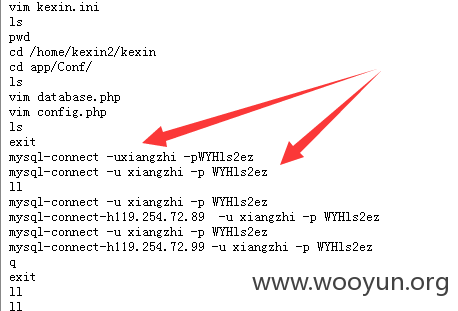 vim kexin.ini
ls
pwd
cd /home/kexin2/kexin
cd app/Conf/
ls
vim database.php
vim config.php
ls
exit
mysql-connect -uxiangzhi -pWYHls2ez
mysql-connect -u xiangzhi -p WYHls2ez
ll
mysql-connect -u xiangzhi -p WYHls2ez
mysql-connect-h119.254.72.89  -u xiangzhi -p WYHls2ez
mysql-connect -u xiangzhi -p WYHls2ez
mysql-connect-h119.254.72.99 -u xiangzhi -p WYHls2ez
q
exit
ll
ll
www.wooyun.org